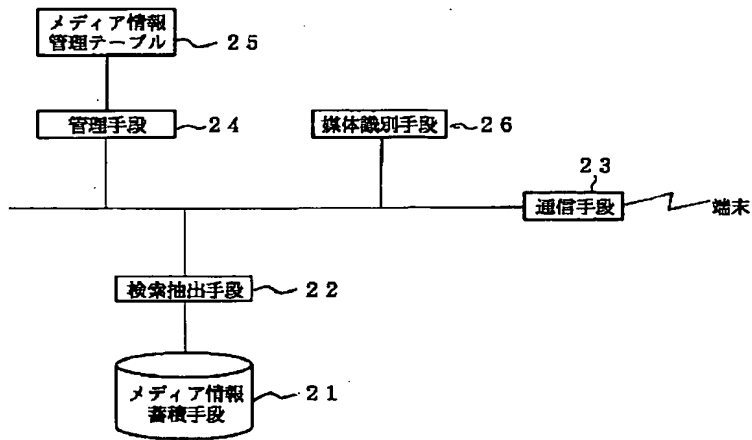 メディア情報
管理テーブル
25
管理手段
24
媒体識別手段
26
23
通信手段
端末
検索抽出手段
22
メディア情報
蓄積手段
21